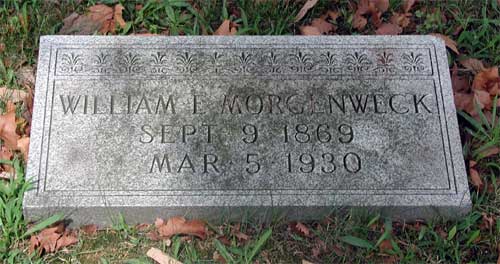 WILLIAM E MORGENWECK
SEPT 9 1869
MAR 5 1930